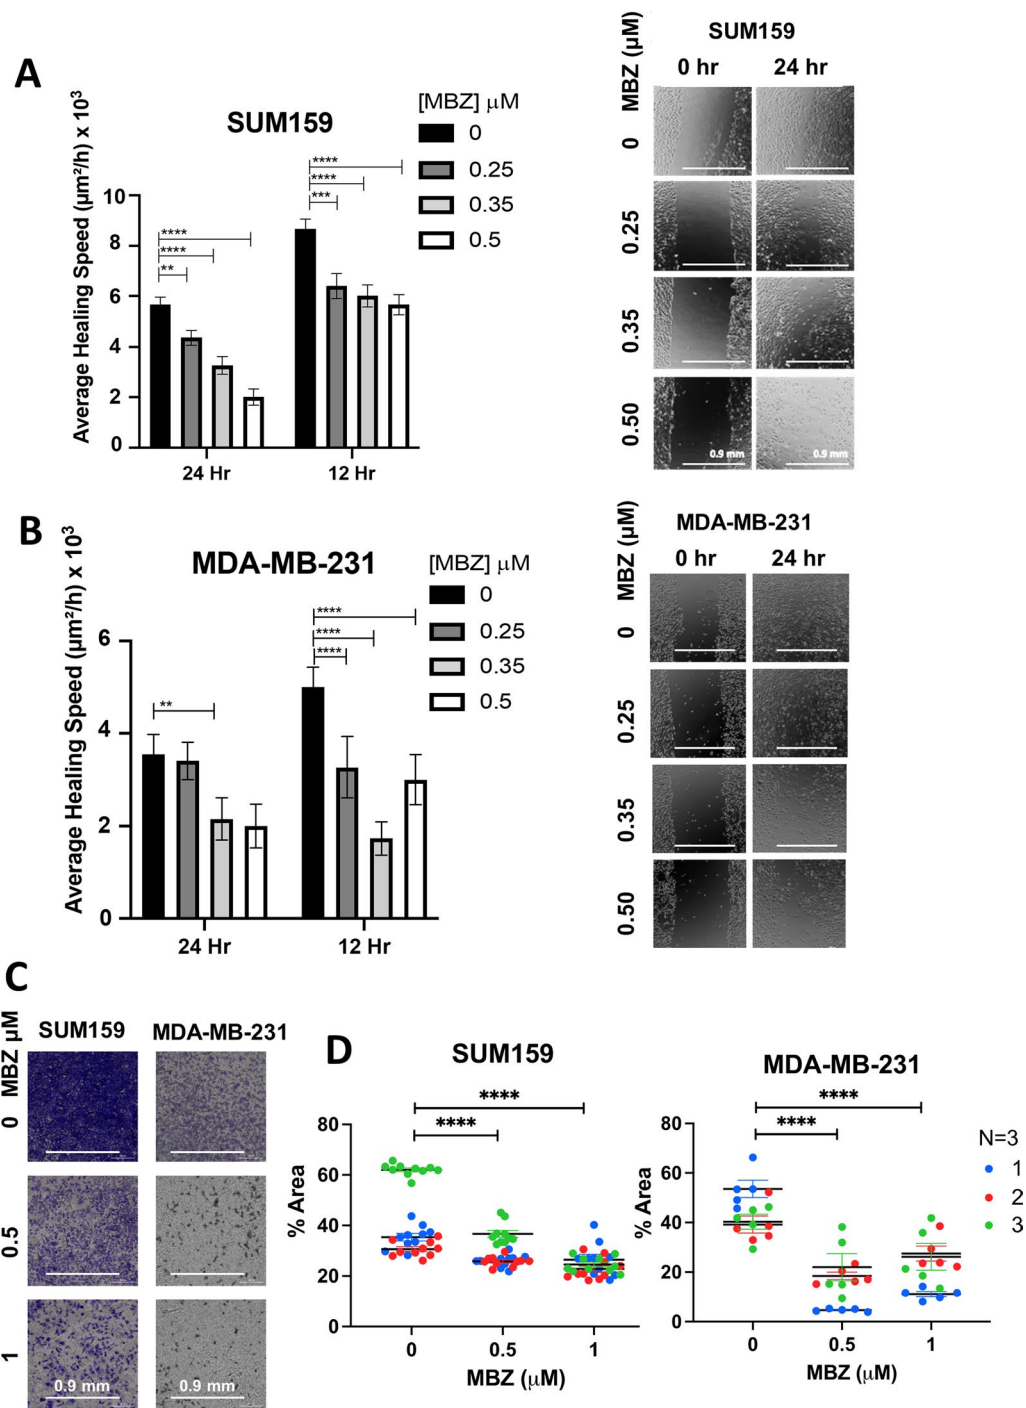 A
SUM159
[MBZ] µM
0
0.25
0.35
0.5
Average Healing Speed (µm²/h) x 10³
10
8
6
4
2
0
****
****
**
****
****
***
24 Hr
12 Hr
SUM159
MBZ (µM)
0 hr
24 hr
0
0.25
0.35
0.50
0.9 mm
0.9 mm
B
MDA-MB-231
[MBZ] µM
0
0.25
0.35
0.5
Average Healing Speed (µm²/h) x 10³
6
4
2
0
**
****
****
****
24 Hr
12 Hr
MDA-MB-231
MBZ (µM)
0 hr
24 hr
0
0.25
0.35
0.50
C
MBZ µM
SUM159
MDA-MB-231
0
0.5
1
0.9 mm
0.9 mm
D
SUM159
****
****
% Area
80
60
40
20
0
0
0.5
1
MBZ (µM)
MDA-MB-231
****
****
% Area
80
60
40
20
0
0
0.5
1
MBZ (µM)
N=3
1
2
3